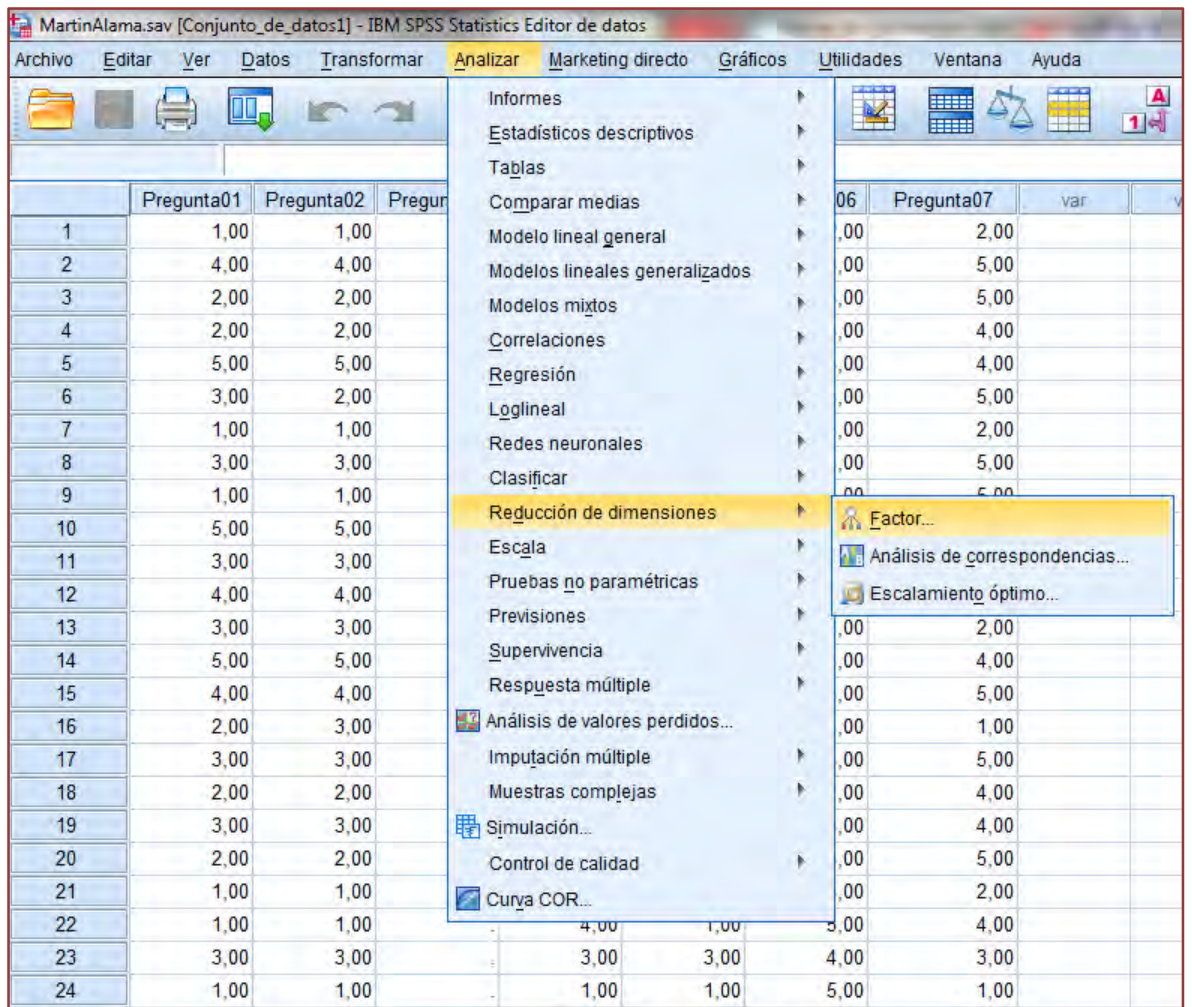 MartinAlama.sav [Conjunto_de_datos1] - IBM SPSS Statistics Editor de datos
Archivo Editar Ver Datos Transformar Analizar Marketing directo Gráficos Utilidades Ventana Ayuda
Informes
Estadísticos descriptivos
Tablas
Comparar medias
Modelo lineal general
Modelos lineales generalizados
Modelos mixtos
Correlaciones
Regresión
Loglineal
Redes neuronales
Clasificar
Reducción de dimensiones
Escala
Pruebas no paramétricas
Previsiones
Supervivencia
Respuesta múltiple
Análisis de valores perdidos...
Imputación múltiple
Muestras complejas
Simulación...
Control de calidad
Curva COR...
Factor...
Análisis de correspondencias...
Escalamiento óptimo...
A
1
Pregunta01 Pregunta02 Pregun 06 Pregunta07 var
1 1,00 1,00 ,00 2,00
2 4,00 4,00 ,00 5,00
3 2,00 2,00 ,00 5,00
4 2,00 2,00 ,00 4,00
5 5,00 5,00 ,00 4,00
6 3,00 2,00 ,00 5,00
7 1,00 1,00 ,00 2,00
8 3,00 3,00 ,00 5,00
9 1,00 1,00 ,00 5,00
10 5,00 5,00
11 3,00 3,00
12 4,00 4,00
13 3,00 3,00 ,00 2,00
14 5,00 5,00 ,00 4,00
15 4,00 4,00 ,00 5,00
16 2,00 3,00 ,00 1,00
17 3,00 3,00 ,00 5,00
18 2,00 2,00 ,00 4,00
19 3,00 3,00 ,00 4,00
20 2,00 2,00 ,00 5,00
21 1,00 1,00 ,00 2,00
22 1,00 1,00 . 4,00 1,00 5,00 4,00
23 3,00 3,00 . 3,00 3,00 4,00 3,00
24 1,00 1,00 . 1,00 1,00 5,00 1,00